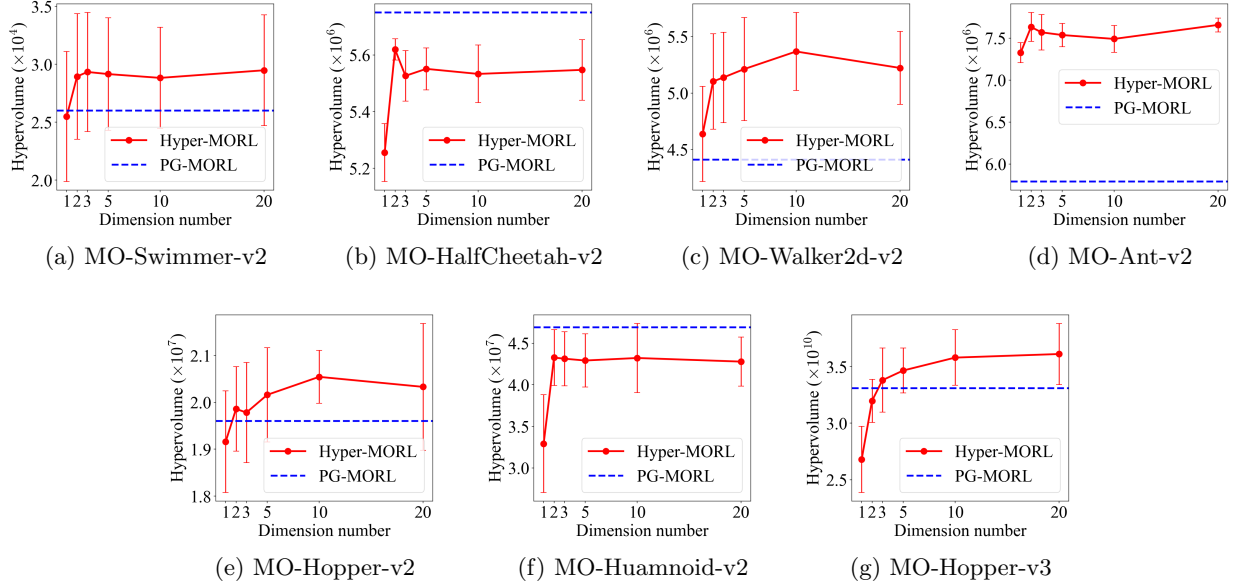 Hypervolume (×10⁴)
3.5
3.0
2.5
2.0
Hyper-MORL
PG-MORL
1 2 3 5 10 20
Dimension number
(a) MO-Swimmer-v2
Hypervolume (×10⁶)
5.6
5.4
5.2
Hyper-MORL
PG-MORL
1 2 3 5 10 20
Dimension number
(b) MO-HalfCheetah-v2
Hypervolume (×10⁶)
5.5
5.0
4.5
Hyper-MORL
PG-MORL
1 2 3 5 10 20
Dimension number
(c) MO-Walker2d-v2
Hypervolume (×10⁶)
7.5
7.0
6.5
6.0
Hyper-MORL
PG-MORL
1 2 3 5 10 20
Dimension number
(d) MO-Ant-v2
Hypervolume (×10⁷)
2.1
2.0
1.9
1.8
Hyper-MORL
PG-MORL
1 2 3 5 10 20
Dimension number
(e) MO-Hopper-v2
Hypervolume (×10⁷)
4.5
4.0
3.5
3.0
Hyper-MORL
PG-MORL
1 2 3 5 10 20
Dimension number
(f) MO-Huamnoid-v2
Hypervolume (×10¹⁰)
3.5
3.0
2.5
Hyper-MORL
PG-MORL
1 2 3 5 10 20
Dimension number
(g) MO-Hopper-v3